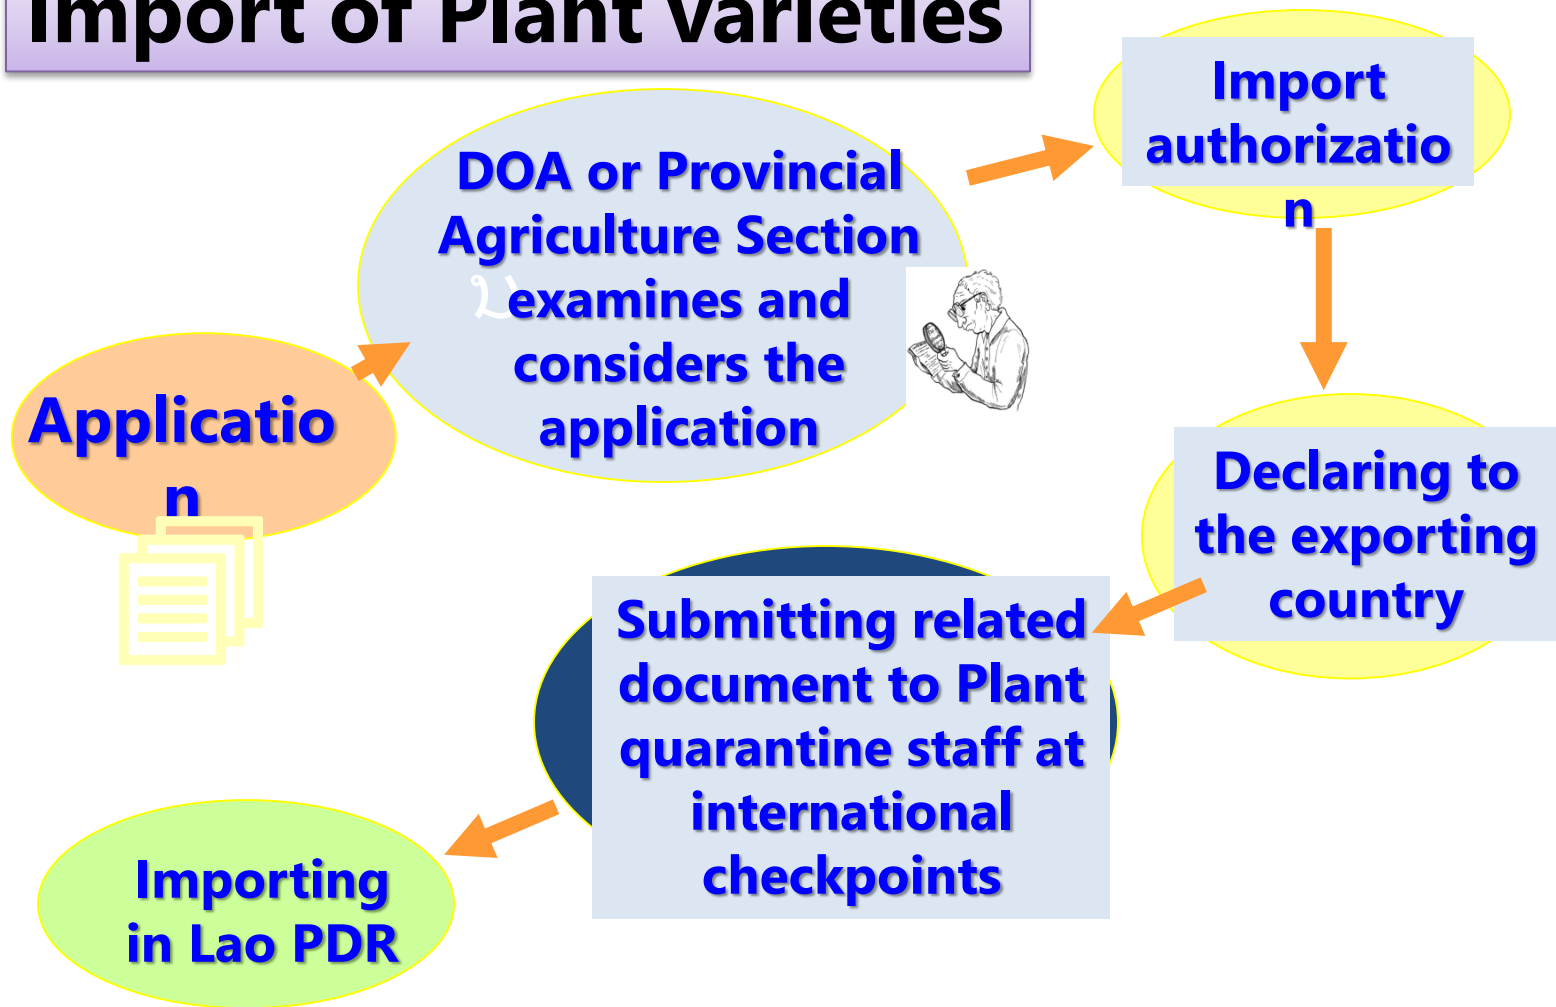 Import of Plant Varieties
Import
authorizatio
n
DOA or Provincial
Agriculture Section
examines and
considers the
application
Applicatio
n
Declaring to
the exporting
country
Submitting related
document to Plant
quarantine staff at
international
checkpoints
Importing
in Lao PDR